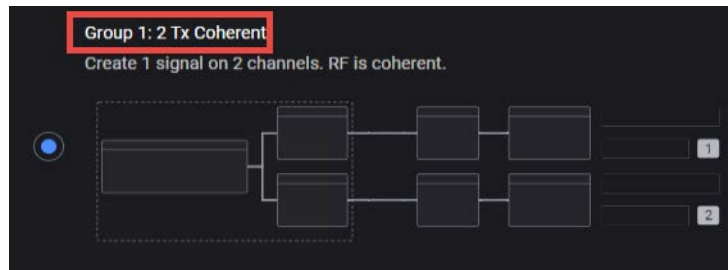 Group 1: 2 Tx Coherent
Create 1 signal on 2 channels. RF is coherent.
1
2